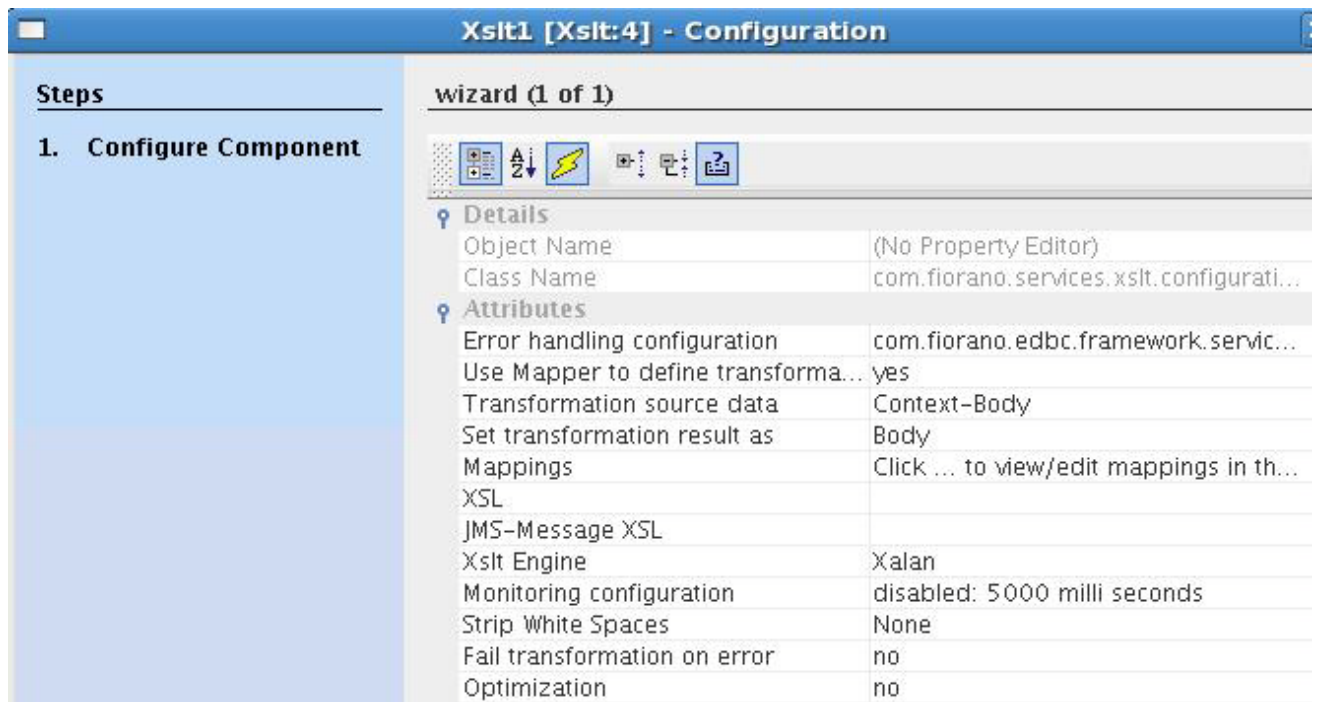 Xslt1 [Xslt:4] - Configuration
Steps
1. Configure Component
wizard (1 of 1)
Details
Object Name (No Property Editor)
Class Name com.fiorano.services.xslt.configurati...
Attributes
Error handling configuration com.fiorano.edbc.framework.servic...
Use Mapper to define transforma... yes
Transformation source data Context-Body
Set transformation result as Body
Mappings Click ... to view/edit mappings in th...
XSL
JMS-Message XSL
Xslt Engine Xalan
Monitoring configuration disabled: 5000 milli seconds
Strip White Spaces None
Fail transformation on error no
Optimization no